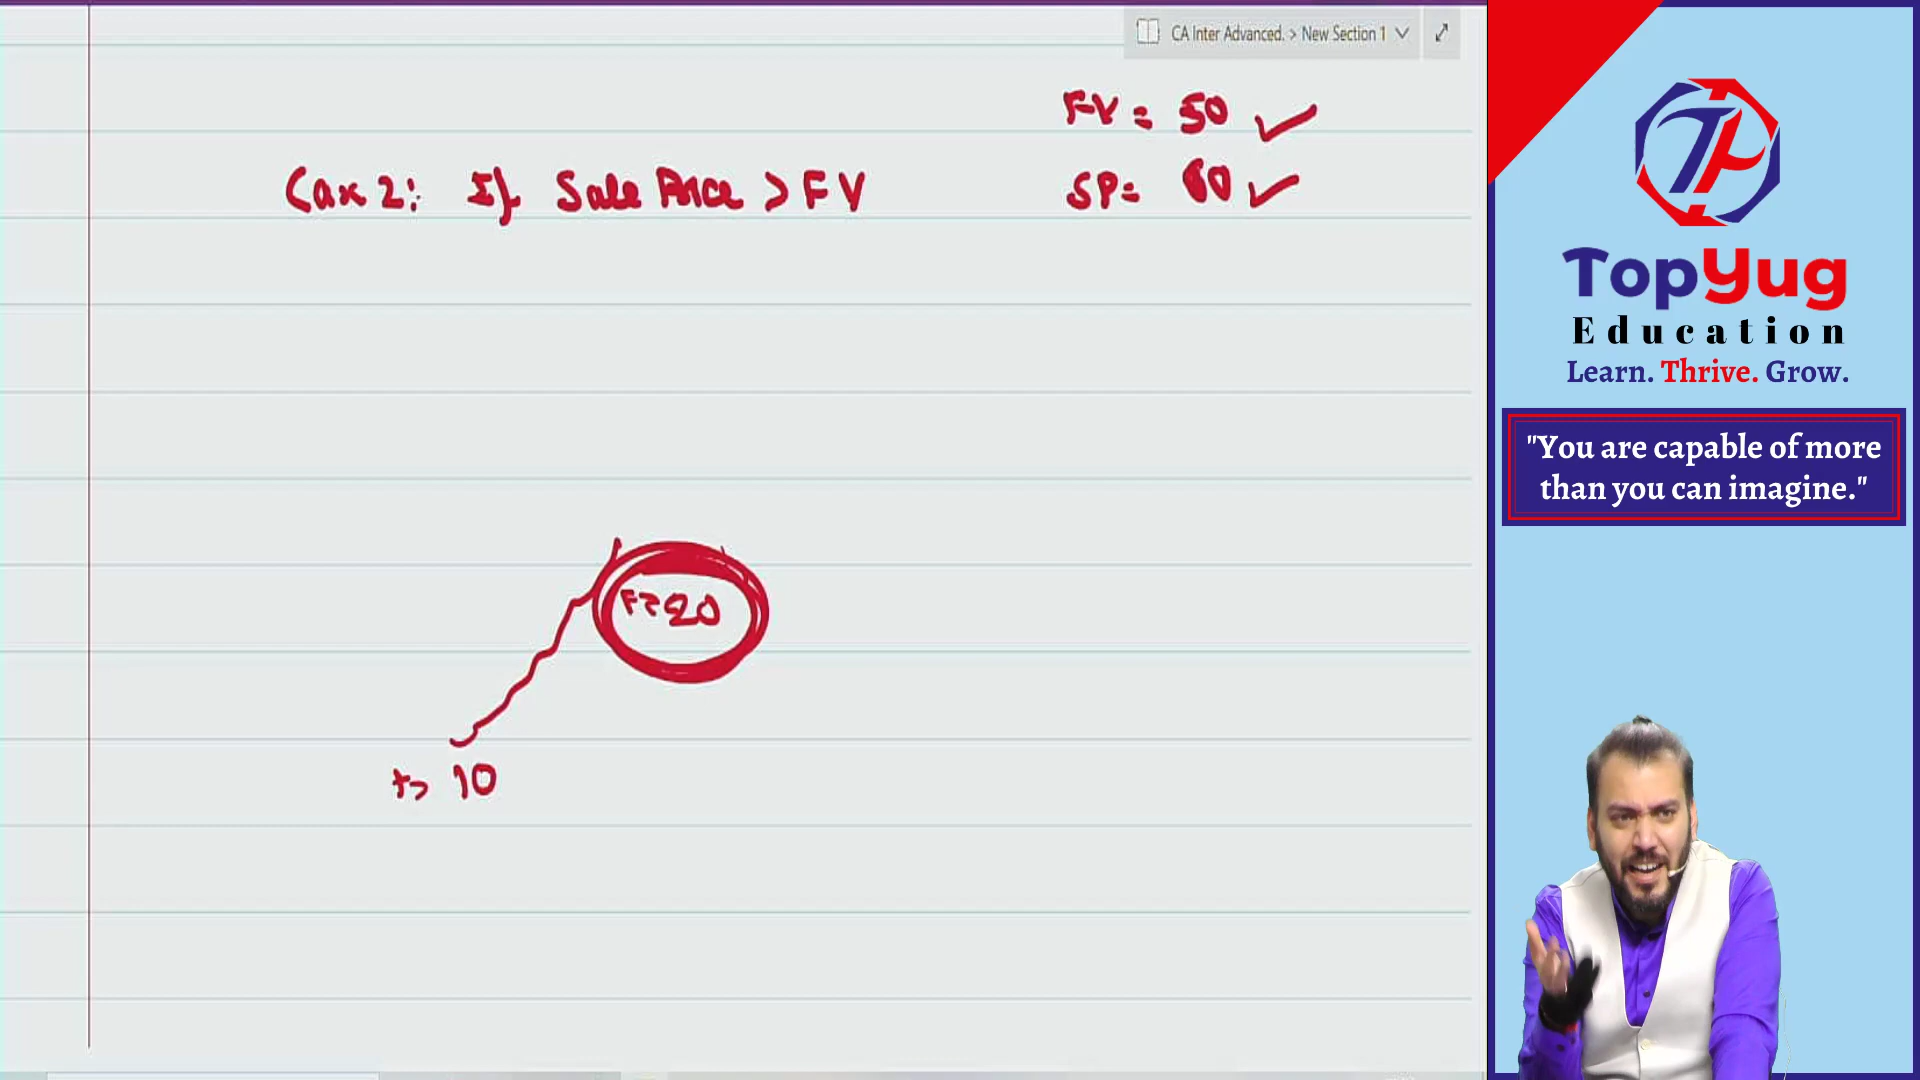 CA Inter Advanced. > New Section 1
FV = 50 ✓
Case 2: If Sale Price > FV
SP = 60 ✓
20
10
TopYug
Education
Learn. Thrive. Grow.
"You are capable of more
than you can imagine."